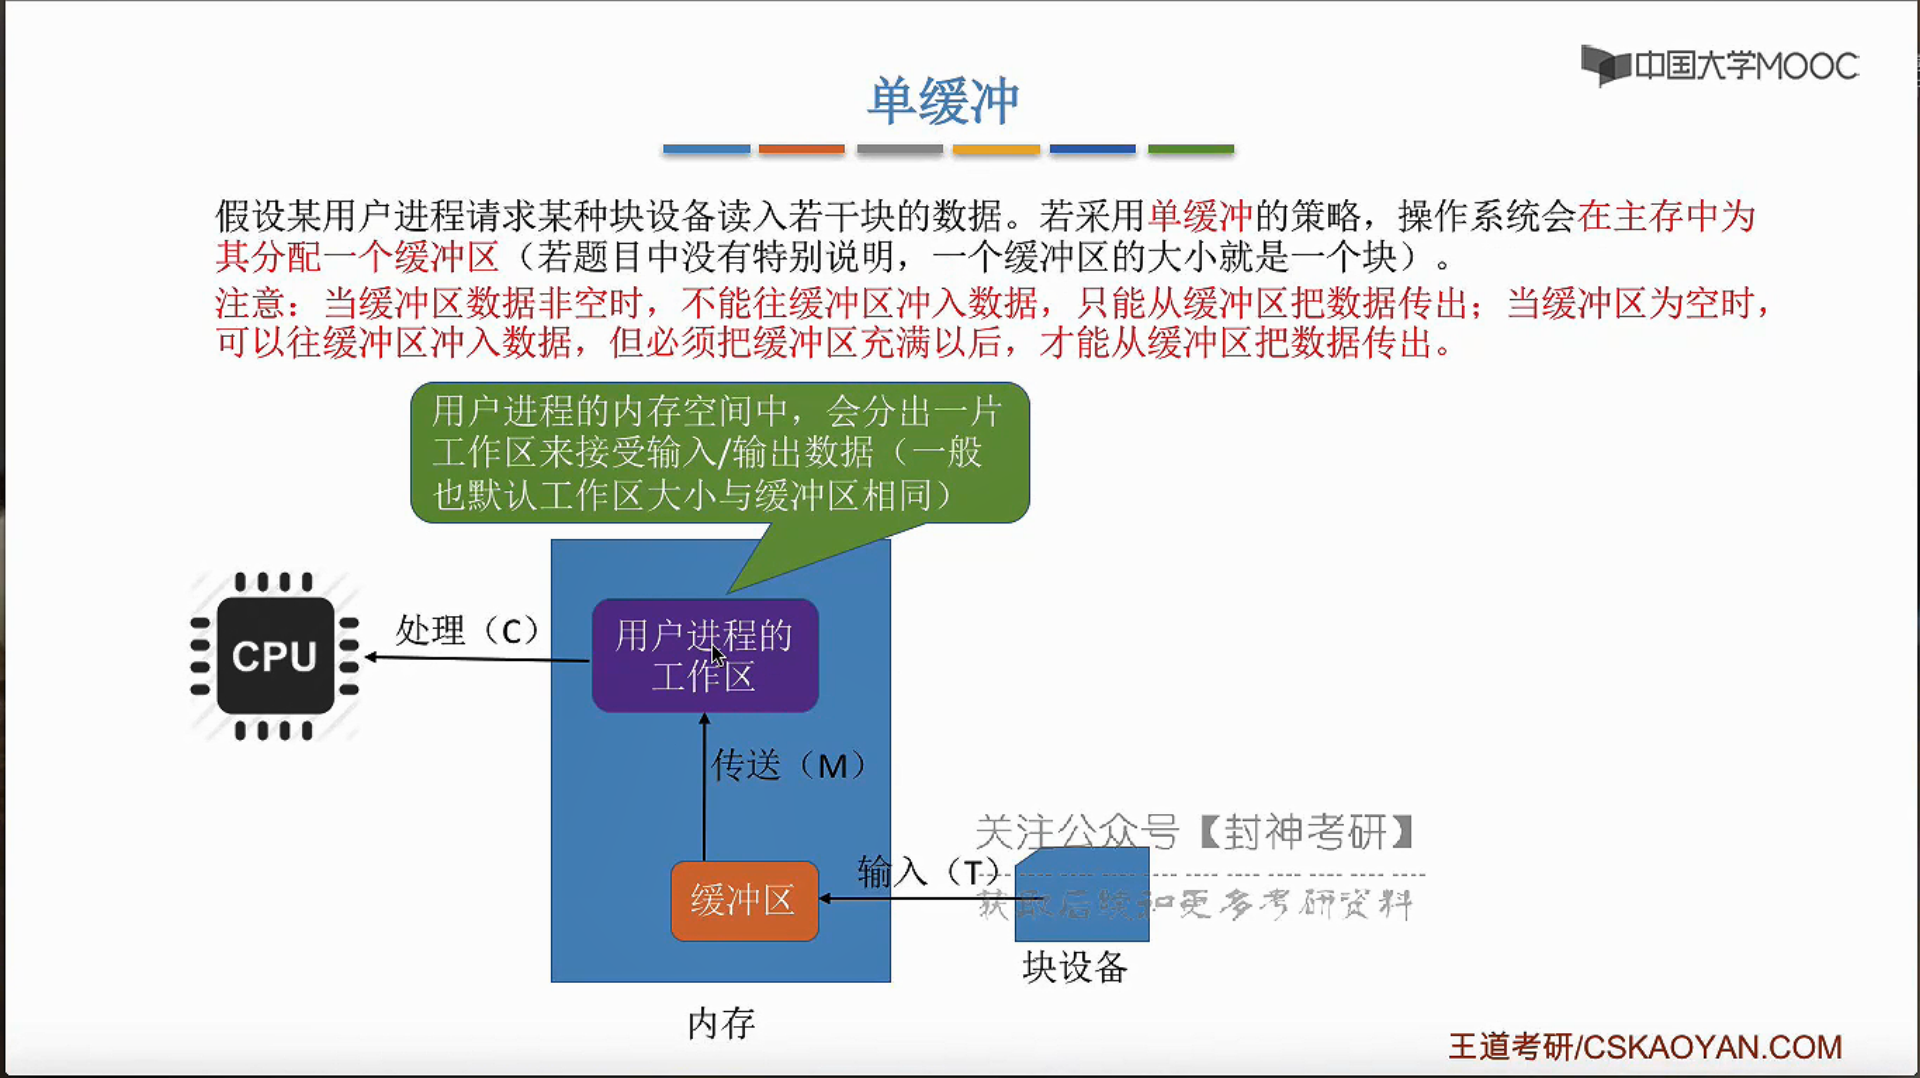 中国大学MOOC
单缓冲
假设某用户进程请求某种块设备读入若干块的数据。若采用单缓冲的策略，操作系统会在主存中为
其分配一个缓冲区（若题目中没有特别说明，一个缓冲区的大小就是一个块）。
注意：当缓冲区数据非空时，不能往缓冲区冲入数据，只能从缓冲区把数据传出；当缓冲区为空时，
可以往缓冲区冲入数据，但必须把缓冲区充满以后，才能从缓冲区把数据传出。
用户进程的内存空间中，会分出一片
工作区来接受输入/输出数据（一般
也默认工作区大小与缓冲区相同）
CPU
处理（C）
用户进程的
工作区
传送（M）
关注公众号【封神考研】
输入（T）
缓冲区
获取后续和更多考研资料
块设备
内存
王道考研/CSKAOYAN.COM